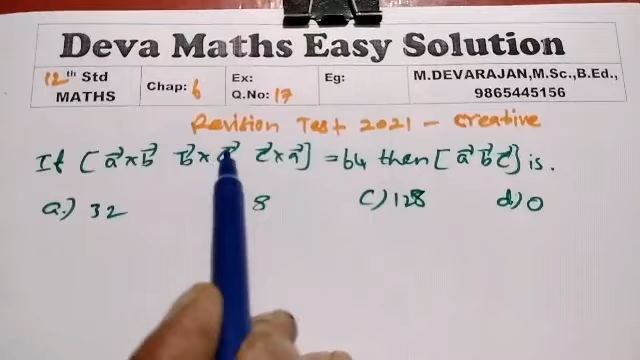 Deva Maths Easy Solution
12th Std MATHS
Chap: 6
Ex:
Q.No: 17
Eg:
M.DEVARAJAN,M.Sc.,B.Ed.,
9865445156
Revision Test 2021 - Creative
If [a⃗×b⃗ b⃗× c⃗×a⃗] = 64 then [a⃗ b⃗ c⃗] is.
a.) 32 8 C) 128 d) 0